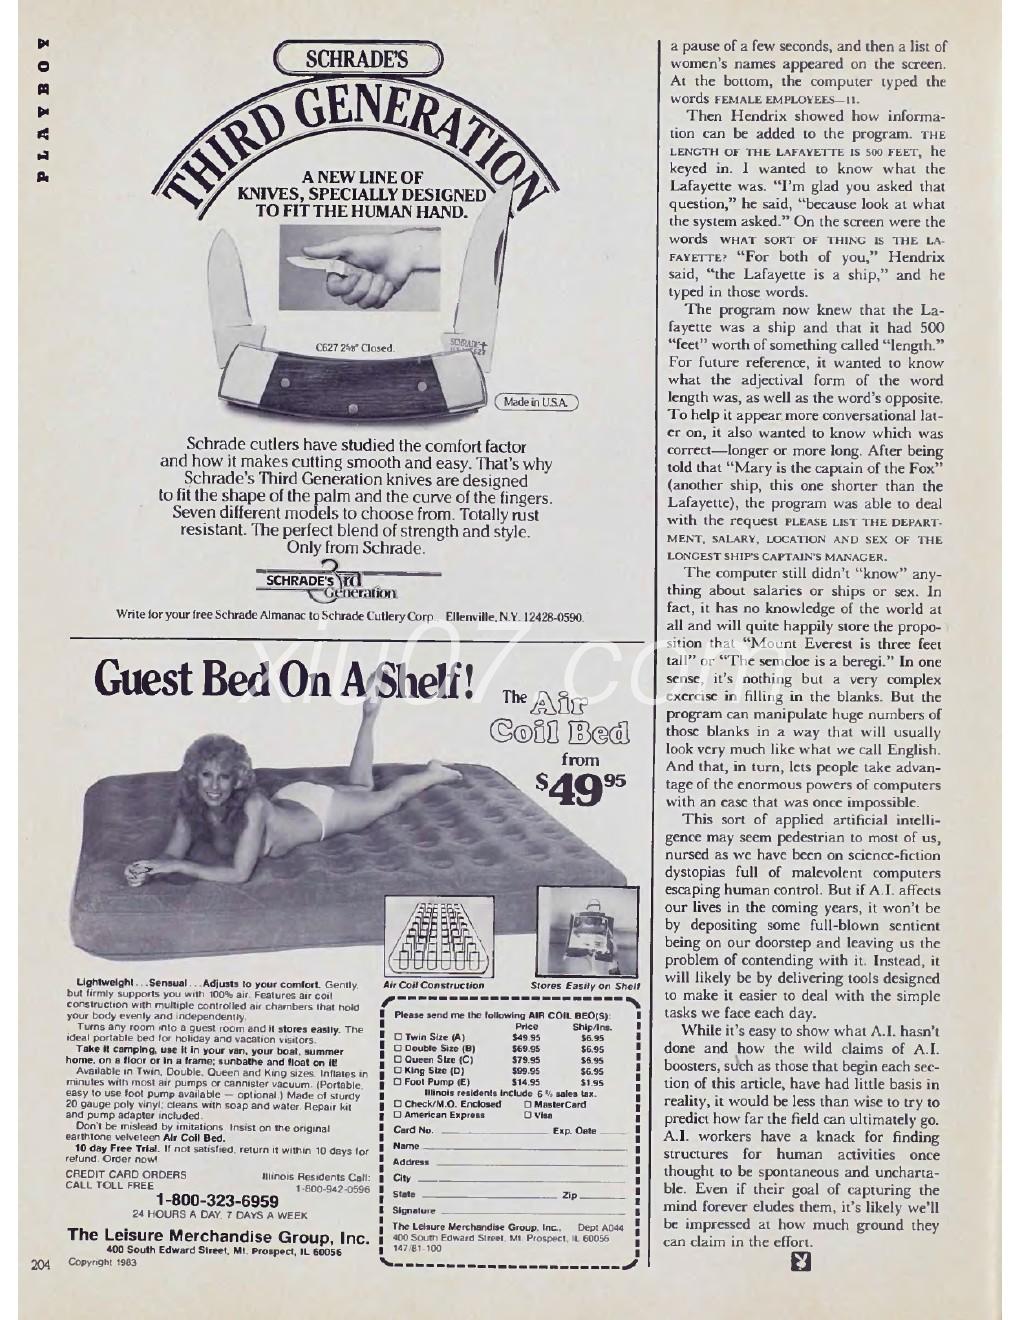 PLAYBOY
SCHRADE'S
THIRD GENERATION
A NEW LINE OF
KNIVES, SPECIALLY DESIGNED
TO FIT THE HUMAN HAND.
C627 2⅝" Closed.
SCHRADE+
Made in U.S.A.
Schrade cutlers have studied the comfort factor
and how it makes cutting smooth and easy. That's why
Schrade's Third Generation knives are designed
to fit the shape of the palm and the curve of the fingers.
Seven different models to choose from. Totally rust
resistant. The perfect blend of strength and style.
Only from Schrade.
SCHRADE'S 3rd
Generation
Write for your free Schrade Almanac to Schrade Cutlery Corp., Ellenville, N.Y. 12428-0590.
xiu07.com
Guest Bed On A Shelf!
The Air
Coil Bed
from
$49⁹⁵
Air Coil Construction
Stores Easily on Shelf
Lightweight...Sensual...Adjusts to your comfort. Gently,
but firmly supports you with 100% air. Features air coil
construction with multiple controlled air chambers that hold
your body evenly and independently.
Turns any room into a guest room and it stores easily. The
ideal portable bed for holiday and vacation visitors.
Take it camping, use it in your van, your boat, summer
home, on a floor or in a frame; sunbathe and float on it!
Available in Twin, Double, Queen and King sizes. Inflates in
minutes with most air pumps or cannister vacuum. (Portable,
easy to use foot pump available — optional.) Made of sturdy
20 gauge poly vinyl; cleans with soap and water. Repair kit
and pump adapter included.
Don't be mislead by imitations. Insist on the original
earthtone velveteen Air Coil Bed.
10 day Free Trial. If not satisfied, return it within 10 days for
refund. Order now!
CREDIT CARD ORDERS
CALL TOLL FREE
Illinois Residents Call:
1-800-942-0596
1-800-323-6959
24 HOURS A DAY, 7 DAYS A WEEK
The Leisure Merchandise Group, Inc.
400 South Edward Street, Mt. Prospect, IL 60056
Copyright 1983
Please send me the following AIR COIL BED(S):
Price Ship/Ins.
☐ Twin Size (A) $49.95 $6.95
☐ Double Size (B) $69.95 $6.95
☐ Queen Size (C) $79.95 $6.95
☐ King Size (D) $99.95 $6.95
☐ Foot Pump (E) $14.95 $1.95
Illinois residents include 6% sales tax.
☐ Check/M.O. Enclosed ☐ MasterCard
☐ American Express ☐ Visa
Card No. Exp. Date
Name
Address
City
State Zip
Signature
The Leisure Merchandise Group, Inc., Dept A044
400 South Edward Street, Mt. Prospect, IL 60056
147/81-100
a pause of a few seconds, and then a list of
women's names appeared on the screen.
At the bottom, the computer typed the
words FEMALE EMPLOYEES—11.
Then Hendrix showed how informa-
tion can be added to the program. THE
LENGTH OF THE LAFAYETTE IS 500 FEET, he
keyed in. I wanted to know what the
Lafayette was. "I'm glad you asked that
question," he said, "because look at what
the system asked." On the screen were the
words WHAT SORT OF THING IS THE LA-
FAYETTE? "For both of you," Hendrix
said, "the Lafayette is a ship," and he
typed in those words.
The program now knew that the La-
fayette was a ship and that it had 500
"feet" worth of something called "length."
For future reference, it wanted to know
what the adjectival form of the word
length was, as well as the word's opposite.
To help it appear more conversational lat-
er on, it also wanted to know which was
correct—longer or more long. After being
told that "Mary is the captain of the Fox"
(another ship, this one shorter than the
Lafayette), the program was able to deal
with the request PLEASE LIST THE DEPART-
MENT, SALARY, LOCATION AND SEX OF THE
LONGEST SHIP'S CAPTAIN'S MANAGER.
The computer still didn't "know" any-
thing about salaries or ships or sex. In
fact, it has no knowledge of the world at
all and will quite happily store the propo-
sition that "Mount Everest is three feet
tall" or "The semcloe is a beregi." In one
sense, it's nothing but a very complex
exercise in filling in the blanks. But the
program can manipulate huge numbers of
those blanks in a way that will usually
look very much like what we call English.
And that, in turn, lets people take advan-
tage of the enormous powers of computers
with an ease that was once impossible.
This sort of applied artificial intelli-
gence may seem pedestrian to most of us,
nursed as we have been on science-fiction
dystopias full of malevolent computers
escaping human control. But if A.I. affects
our lives in the coming years, it won't be
by depositing some full-blown sentient
being on our doorstep and leaving us the
problem of contending with it. Instead, it
will likely be by delivering tools designed
to make it easier to deal with the simple
tasks we face each day.
While it's easy to show what A.I. hasn't
done and how the wild claims of A.I.
boosters, such as those that begin each sec-
tion of this article, have had little basis in
reality, it would be less than wise to try to
predict how far the field can ultimately go.
A.I. workers have a knack for finding
structures for human activities once
thought to be spontaneous and uncharta-
ble. Even if their goal of capturing the
mind forever eludes them, it's likely we'll
be impressed at how much ground they
can claim in the effort.
204